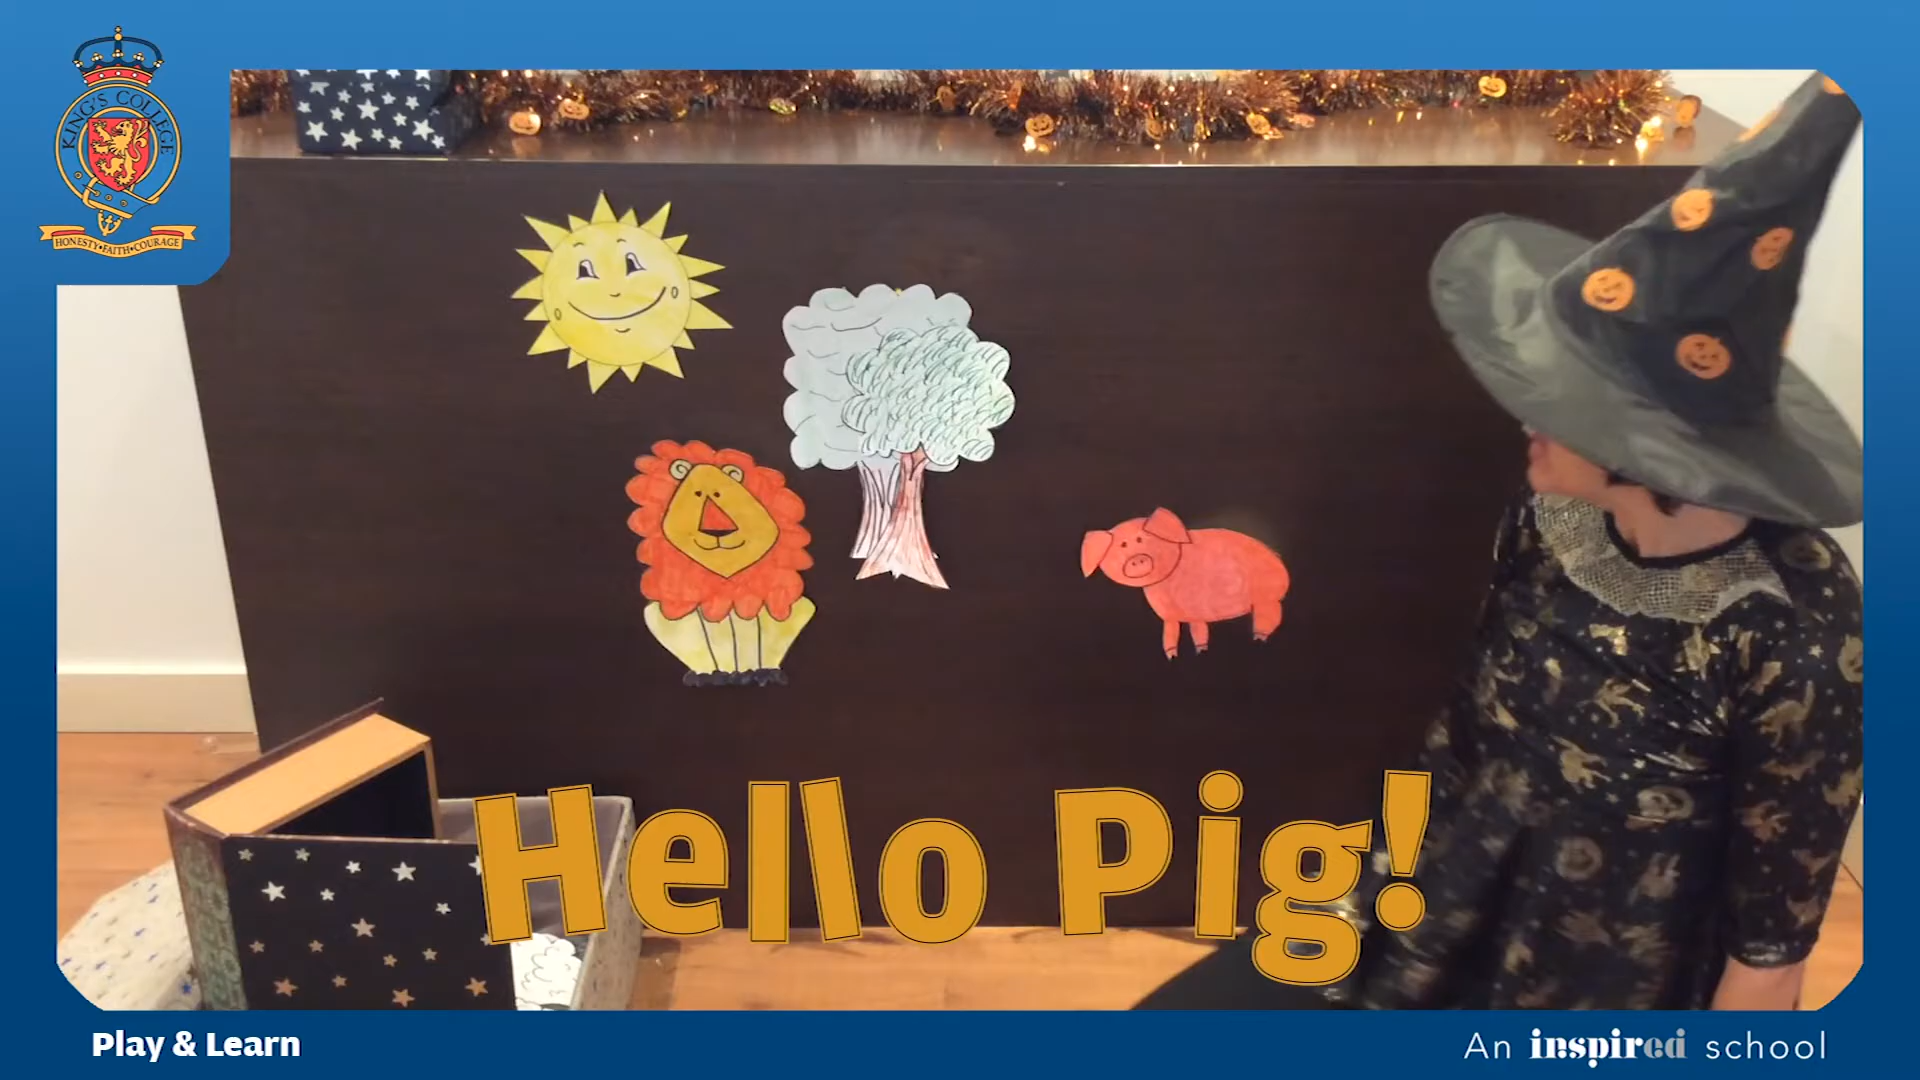 KING'S COLLEGE
HONESTY•FAITH•COURAGE
Hello Pig!
Play & Learn
An inspired school